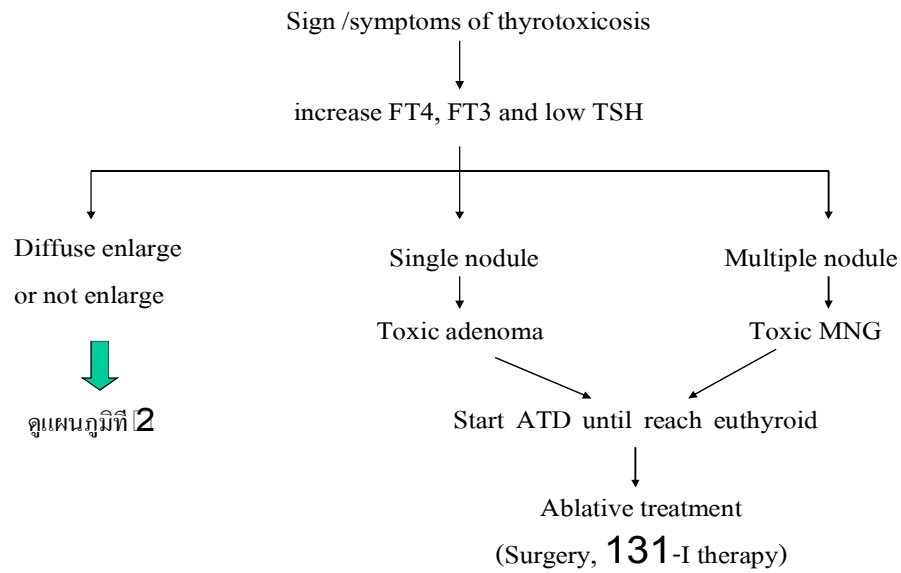 Sign /symptoms of thyrotoxicosis
increase FT4, FT3 and low TSH
Diffuse enlarge
or not enlarge
ดูแผนภูมิที่ 2
Single nodule
Toxic adenoma
Multiple nodule
Toxic MNG
Start ATD until reach euthyroid
Ablative treatment
(Surgery, 131-I therapy)